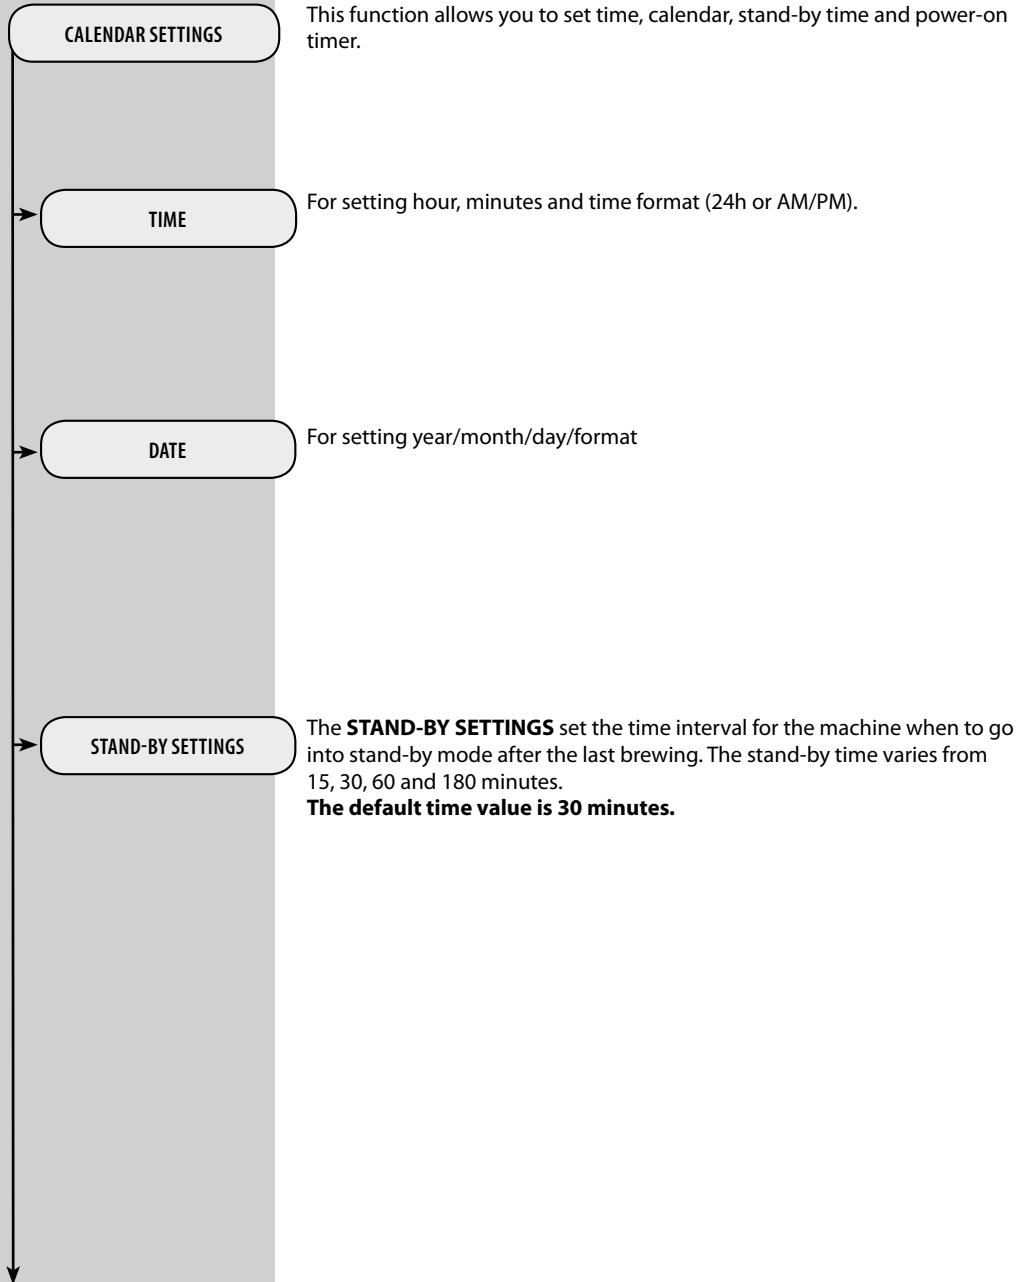 CALENDAR SETTINGS
This function allows you to set time, calendar, stand-by time and power-on
timer.
TIME
For setting hour, minutes and time format (24h or AM/PM).
DATE
For setting year/month/day/format
STAND-BY SETTINGS
The STAND-BY SETTINGS set the time interval for the machine when to go
into stand-by mode after the last brewing. The stand-by time varies from
15, 30, 60 and 180 minutes.
The default time value is 30 minutes.